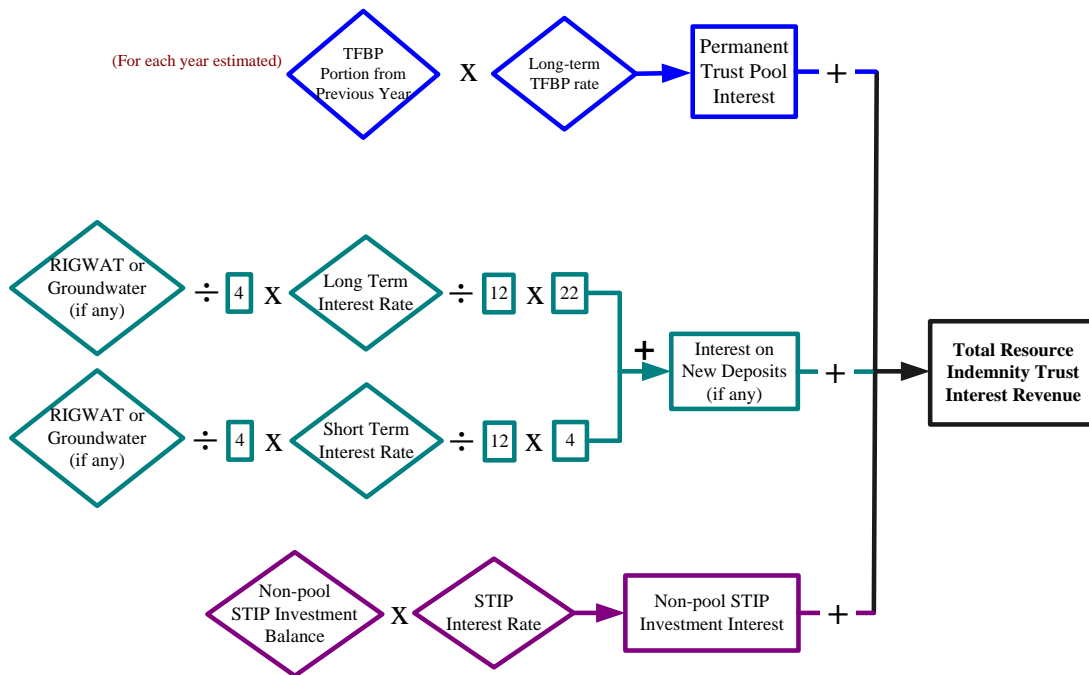 (For each year estimated)
TFBP
Portion from
Previous Year
X
Long-term
TFBP rate
Permanent
Trust Pool
Interest
+
RIGWAT or
Groundwater
(if any)
÷
4
X
Long Term
Interest Rate
÷
12
X
22
+
Interest on
New Deposits
(if any)
+
Total Resource
Indemnity Trust
Interest Revenue
RIGWAT or
Groundwater
(if any)
÷
4
X
Short Term
Interest Rate
÷
12
X
4
Non-pool
STIP Investment
Balance
X
STIP
Interest Rate
Non-pool STIP
Investment Interest
+